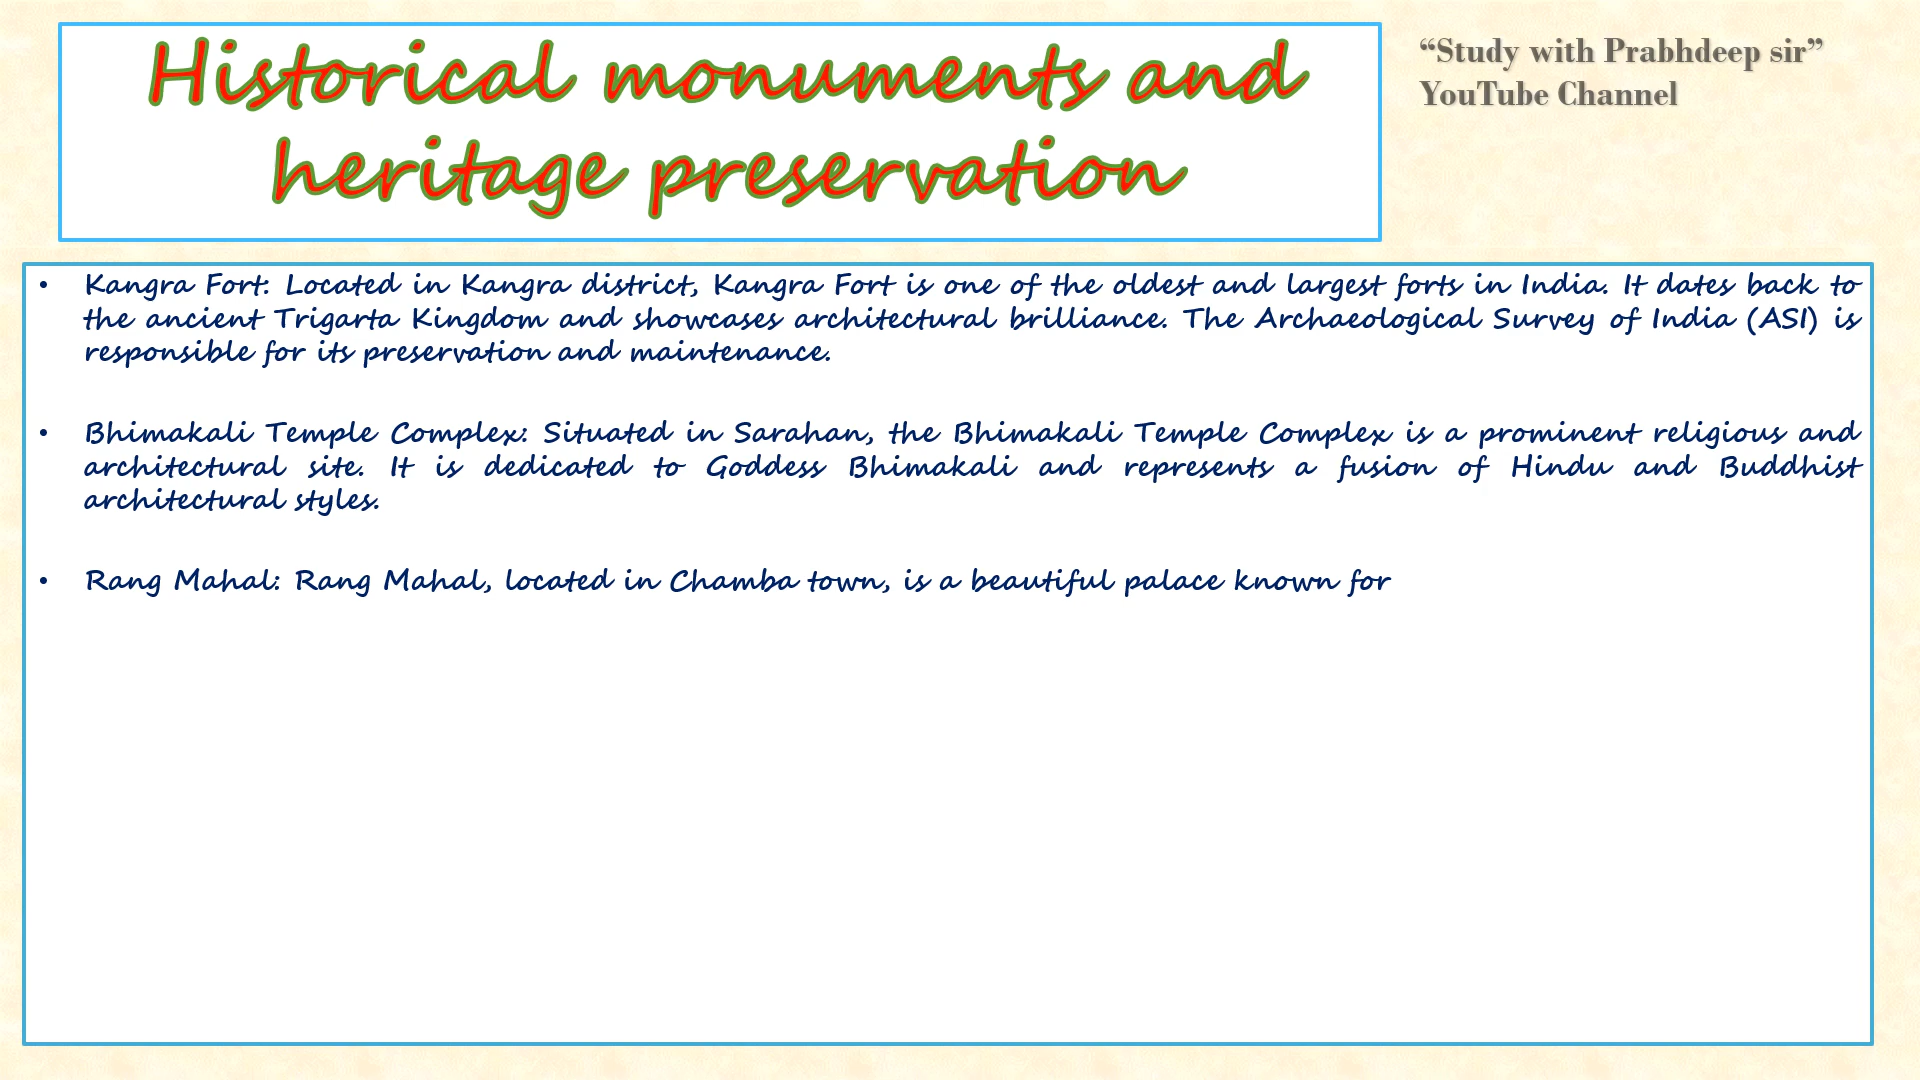 Historical monuments and
heritage preservation
“Study with Prabhdeep sir”
YouTube Channel
• Kangra Fort: Located in Kangra district, Kangra Fort is one of the oldest and largest forts in India. It dates back to
the ancient Trigarta Kingdom and showcases architectural brilliance. The Archaeological Survey of India (ASI) is
responsible for its preservation and maintenance.
• Bhimakali Temple Complex: Situated in Sarahan, the Bhimakali Temple Complex is a prominent religious and
architectural site. It is dedicated to Goddess Bhimakali and represents a fusion of Hindu and Buddhist
architectural styles.
• Rang Mahal: Rang Mahal, located in Chamba town, is a beautiful palace known for